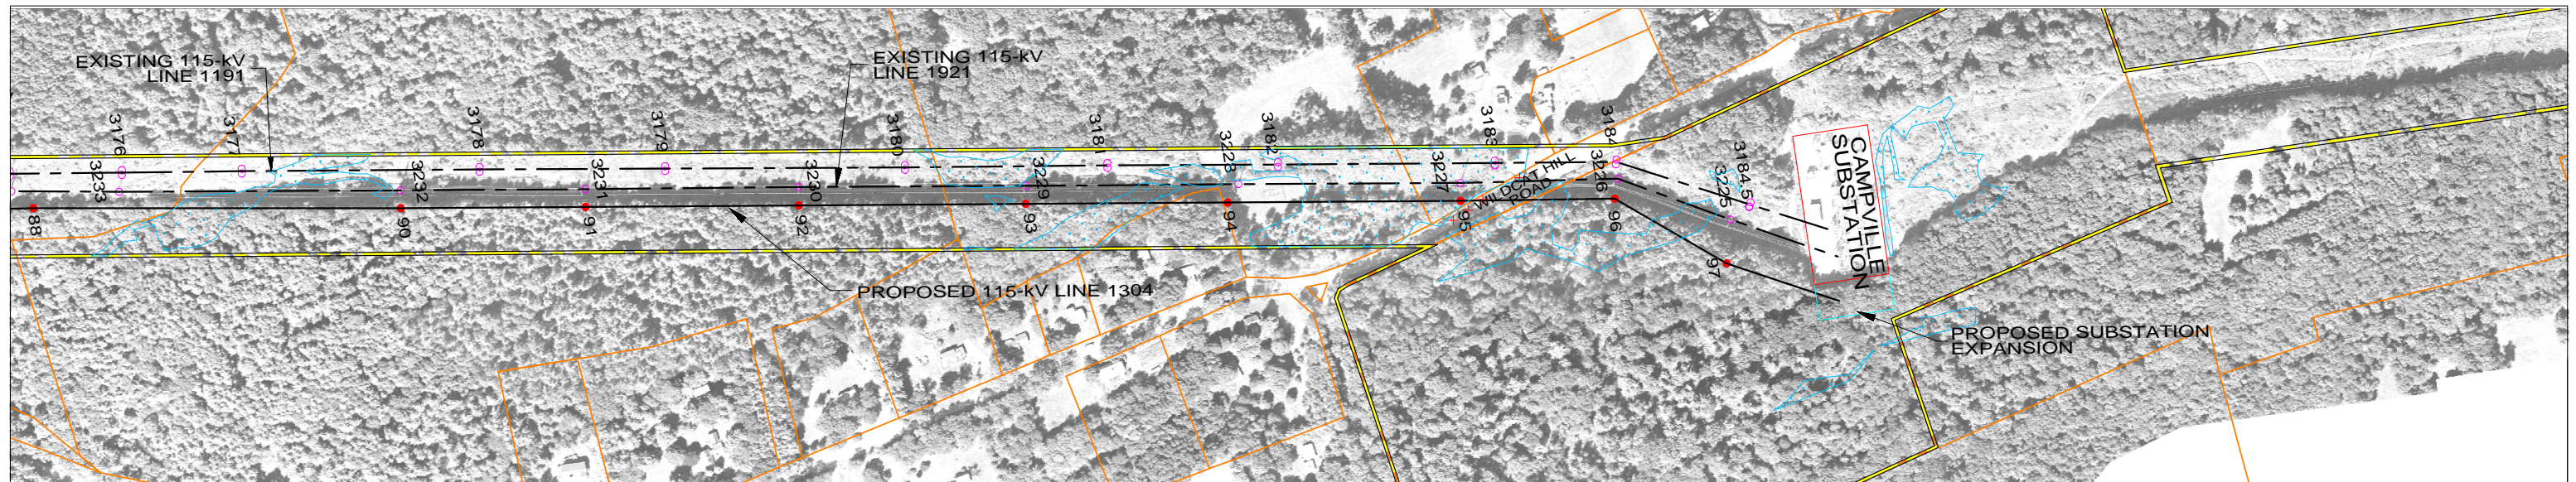 EXISTING 115-kV
LINE 1191
EXISTING 115-kV
LINE 1921
3176
3177
3178
3179
3180
3181
3182
3183
3184
3184.5
3233
3232
3231
3230
3229
3228
3227
3226
3225
WILDCAT HILL
ROAD
CAMPVILLE
SUBSTATION
88
90
91
92
93
94
95
96
97
PROPOSED 115-kV LINE 1304
PROPOSED SUBSTATION
EXPANSION